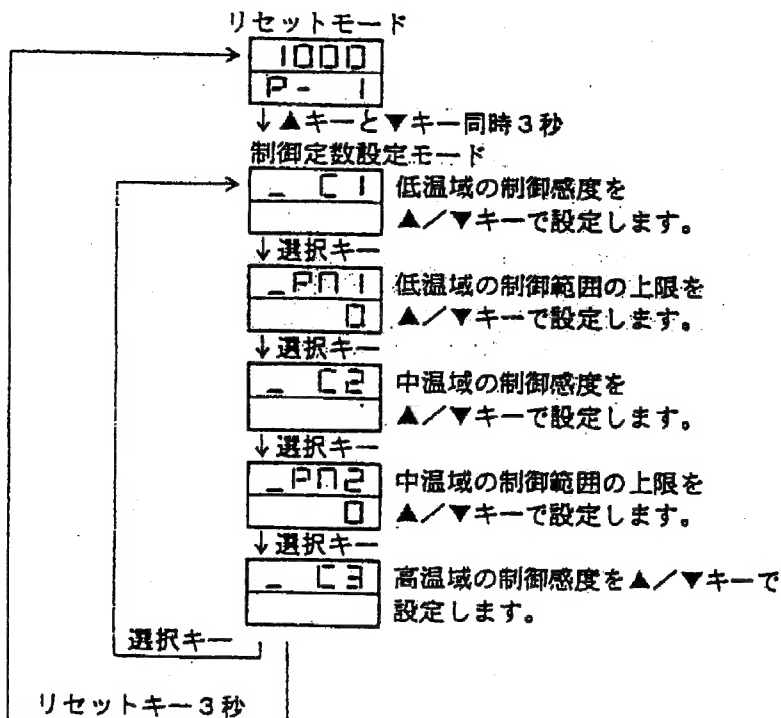 リセットモード
1000
P- 1
↓▲キーと▼キー同時3秒
制御定数設定モード
_ C1
低温域の制御感度を
▲/▼キーで設定します。
↓選択キー
_Pn1
低温域の制御範囲の上限を
0
▲/▼キーで設定します。
↓選択キー
_ C2
中温域の制御感度を
▲/▼キーで設定します。
↓選択キー
_Pn2
中温域の制御範囲の上限を
0
▲/▼キーで設定します。
↓選択キー
_ C3
高温域の制御感度を▲/▼キーで
設定します。
選択キー
リセットキー3秒